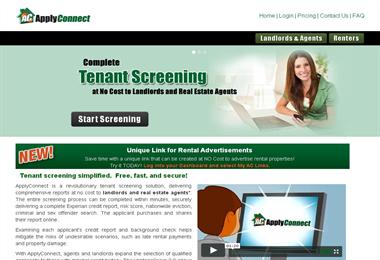 AC ApplyConnect
Home | Login | Pricing | Contact Us | FAQ
Landlords & Agents
Renters
Complete
Tenant Screening
at No Cost to Landlords and Real Estate Agents
Start Screening
NEW!
Unique Link for Rental Advertisements
Save time with a unique link that can be created at NO Cost to advertise rental properties!
Try it TODAY! Log into your Dashboard and select My AC Links.
Tenant screening simplified. Free, fast, and secure!
ApplyConnect is a revolutionary tenant screening solution, delivering
comprehensive reports at no cost to landlords and real estate agents*.
The entire screening process can be completed within minutes, securely
delivering a complete Experian credit report, nationwide eviction,
criminal and sex offender search. The applicant purchases and shares
their report online.
Examining each applicant's credit report and background check helps
mitigate the risks of undesirable scenarios, such as late rental payments
and property damage.
With ApplyConnect, agents and landlords expand the selection of qualified
AC ApplyConnect